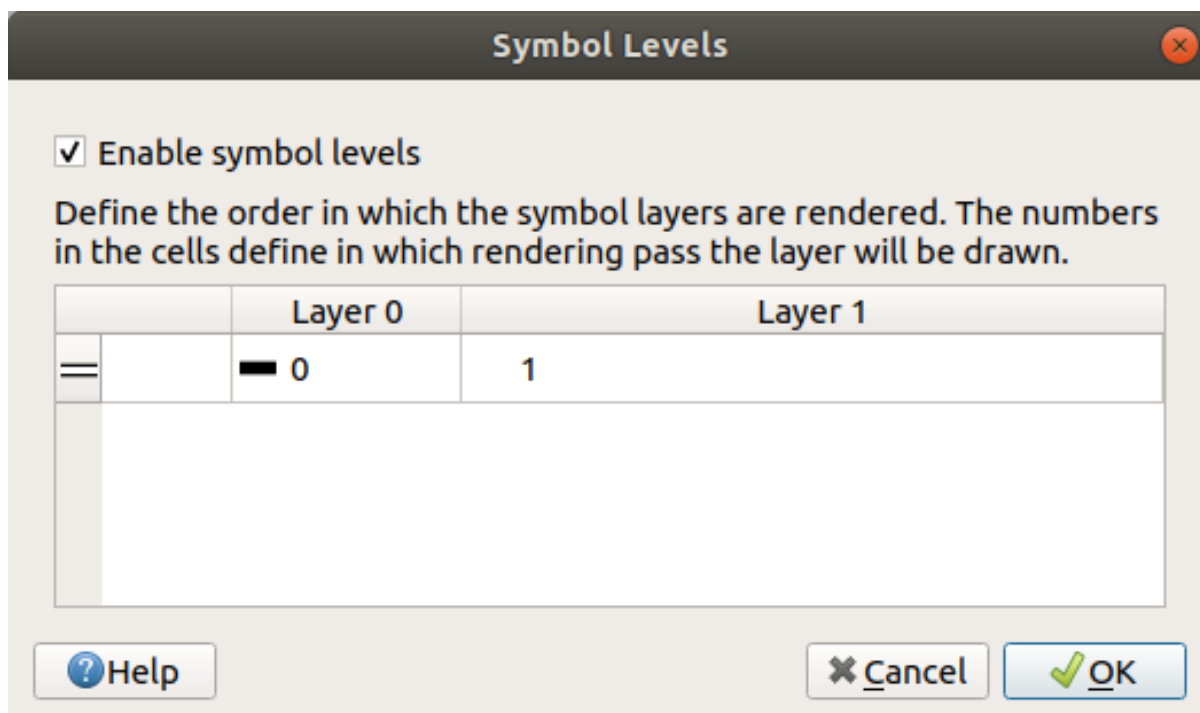 Symbol Levels
Enable symbol levels
Define the order in which the symbol layers are rendered. The numbers
in the cells define in which rendering pass the layer will be drawn.
Layer 0 Layer 1
0 1
Help Cancel OK